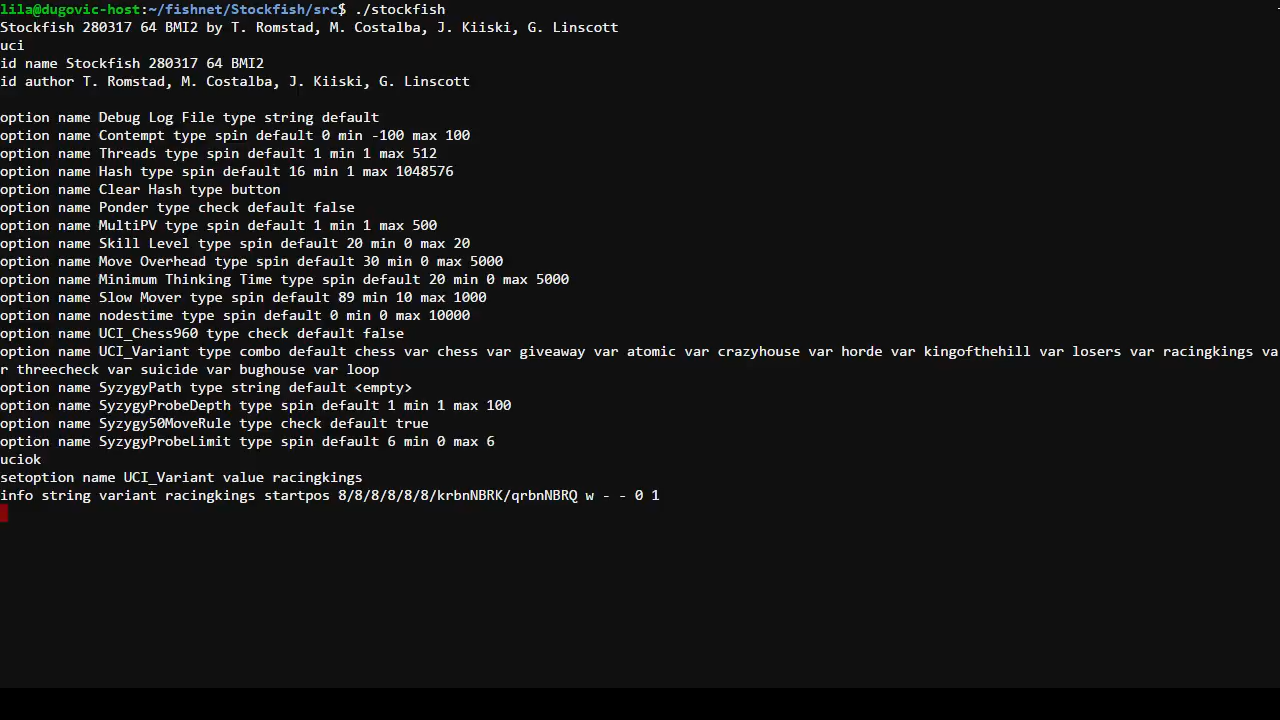 lila@dugovic-host:~/fishnet/Stockfish/src$ ./stockfish
Stockfish 280317 64 BMI2 by T. Romstad, M. Costalba, J. Kiiski, G. Linscott
uci
id name Stockfish 280317 64 BMI2
id author T. Romstad, M. Costalba, J. Kiiski, G. Linscott

option name Debug Log File type string default
option name Contempt type spin default 0 min -100 max 100
option name Threads type spin default 1 min 1 max 512
option name Hash type spin default 16 min 1 max 1048576
option name Clear Hash type button
option name Ponder type check default false
option name MultiPV type spin default 1 min 1 max 500
option name Skill Level type spin default 20 min 0 max 20
option name Move Overhead type spin default 30 min 0 max 5000
option name Minimum Thinking Time type spin default 20 min 0 max 5000
option name Slow Mover type spin default 89 min 10 max 1000
option name nodestime type spin default 0 min 0 max 10000
option name UCI_Chess960 type check default false
option name UCI_Variant type combo default chess var chess var giveaway var atomic var crazyhouse var horde var kingofthehill var losers var racingkings va
r threecheck var suicide var bughouse var loop
option name SyzygyPath type string default <empty>
option name SyzygyProbeDepth type spin default 1 min 1 max 100
option name Syzygy50MoveRule type check default true
option name SyzygyProbeLimit type spin default 6 min 0 max 6
uciok
setoption name UCI_Variant value racingkings
info string variant racingkings startpos 8/8/8/8/8/8/krbnNBRK/qrbnNBRQ w - - 0 1